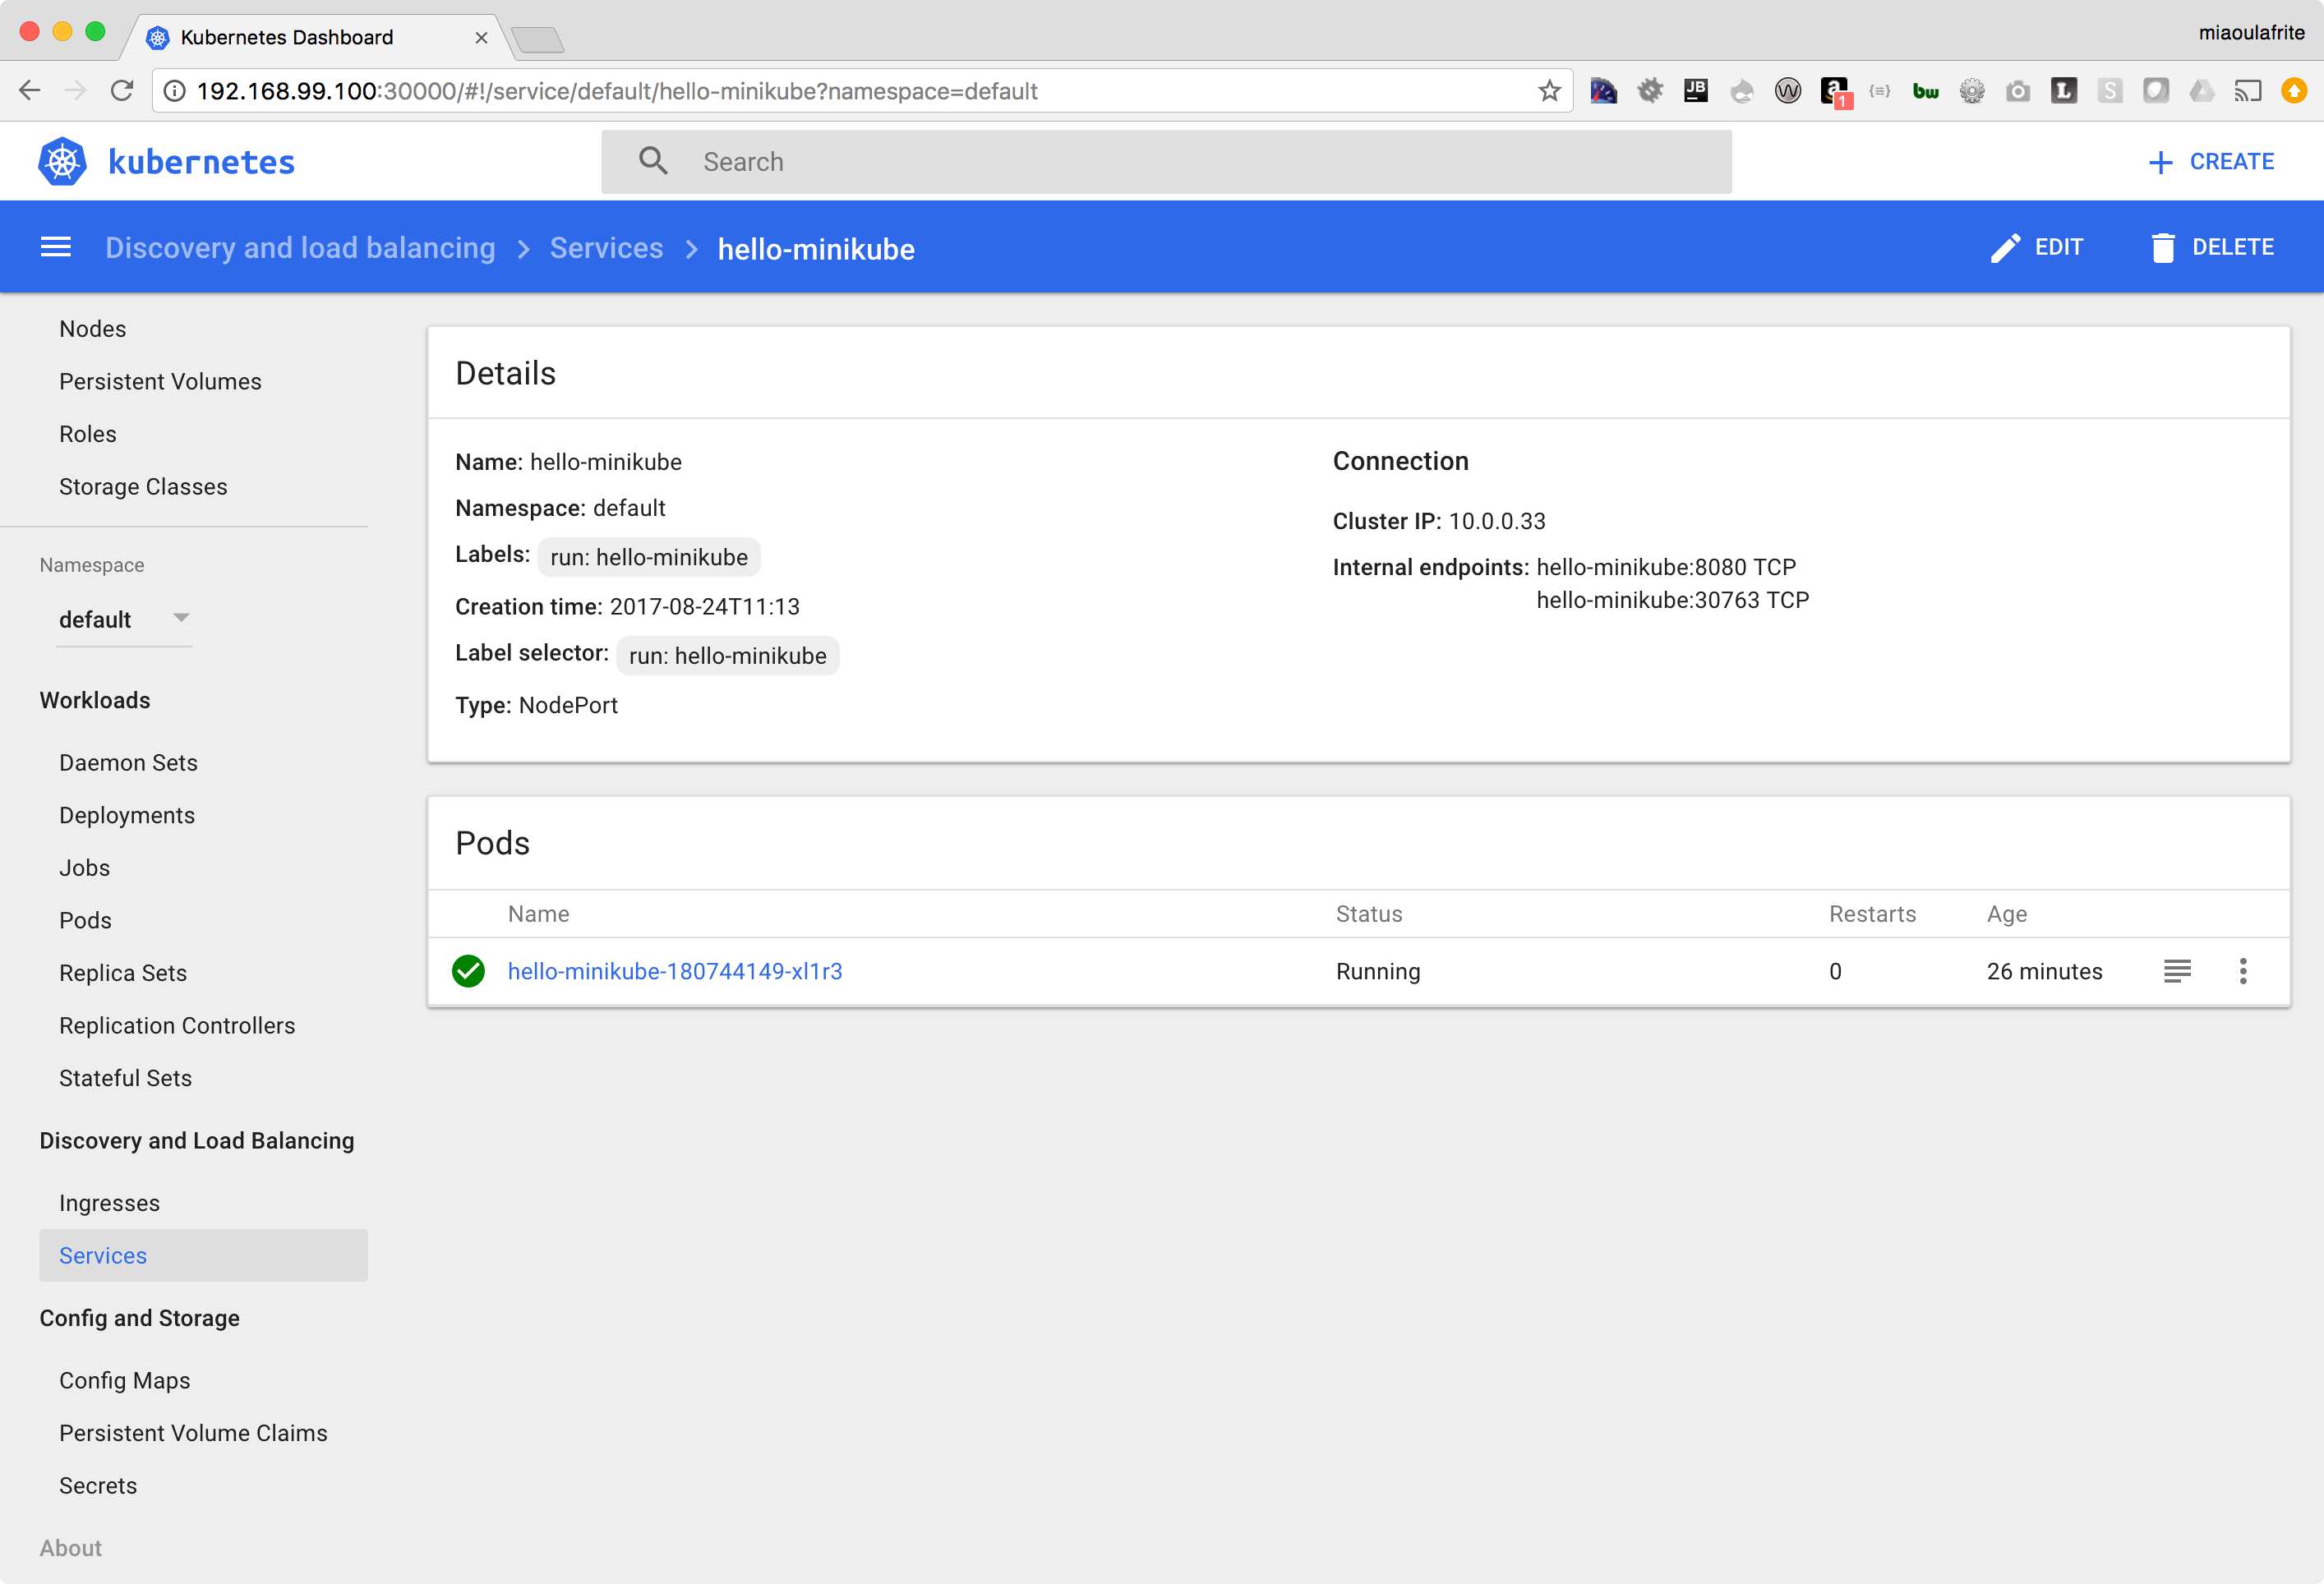 Kubernetes Dashboard
miaoulafrite
192.168.99.100:30000/#!/service/default/hello-minikube?namespace=default
JB
W
a
1
{≡}
bw
L
S
kubernetes
Search
CREATE
Discovery and load balancing > Services > hello-minikube
EDIT
DELETE
Nodes
Persistent Volumes
Roles
Storage Classes
Namespace
default
Workloads
Daemon Sets
Deployments
Jobs
Pods
Replica Sets
Replication Controllers
Stateful Sets
Discovery and Load Balancing
Ingresses
Services
Config and Storage
Config Maps
Persistent Volume Claims
Secrets
About
Details
Name: hello-minikube
Namespace: default
Labels: run: hello-minikube
Creation time: 2017-08-24T11:13
Label selector: run: hello-minikube
Type: NodePort
Connection
Cluster IP: 10.0.0.33
Internal endpoints: hello-minikube:8080 TCP
hello-minikube:30763 TCP
Pods
Name Status Restarts Age
hello-minikube-180744149-xl1r3 Running 0 26 minutes